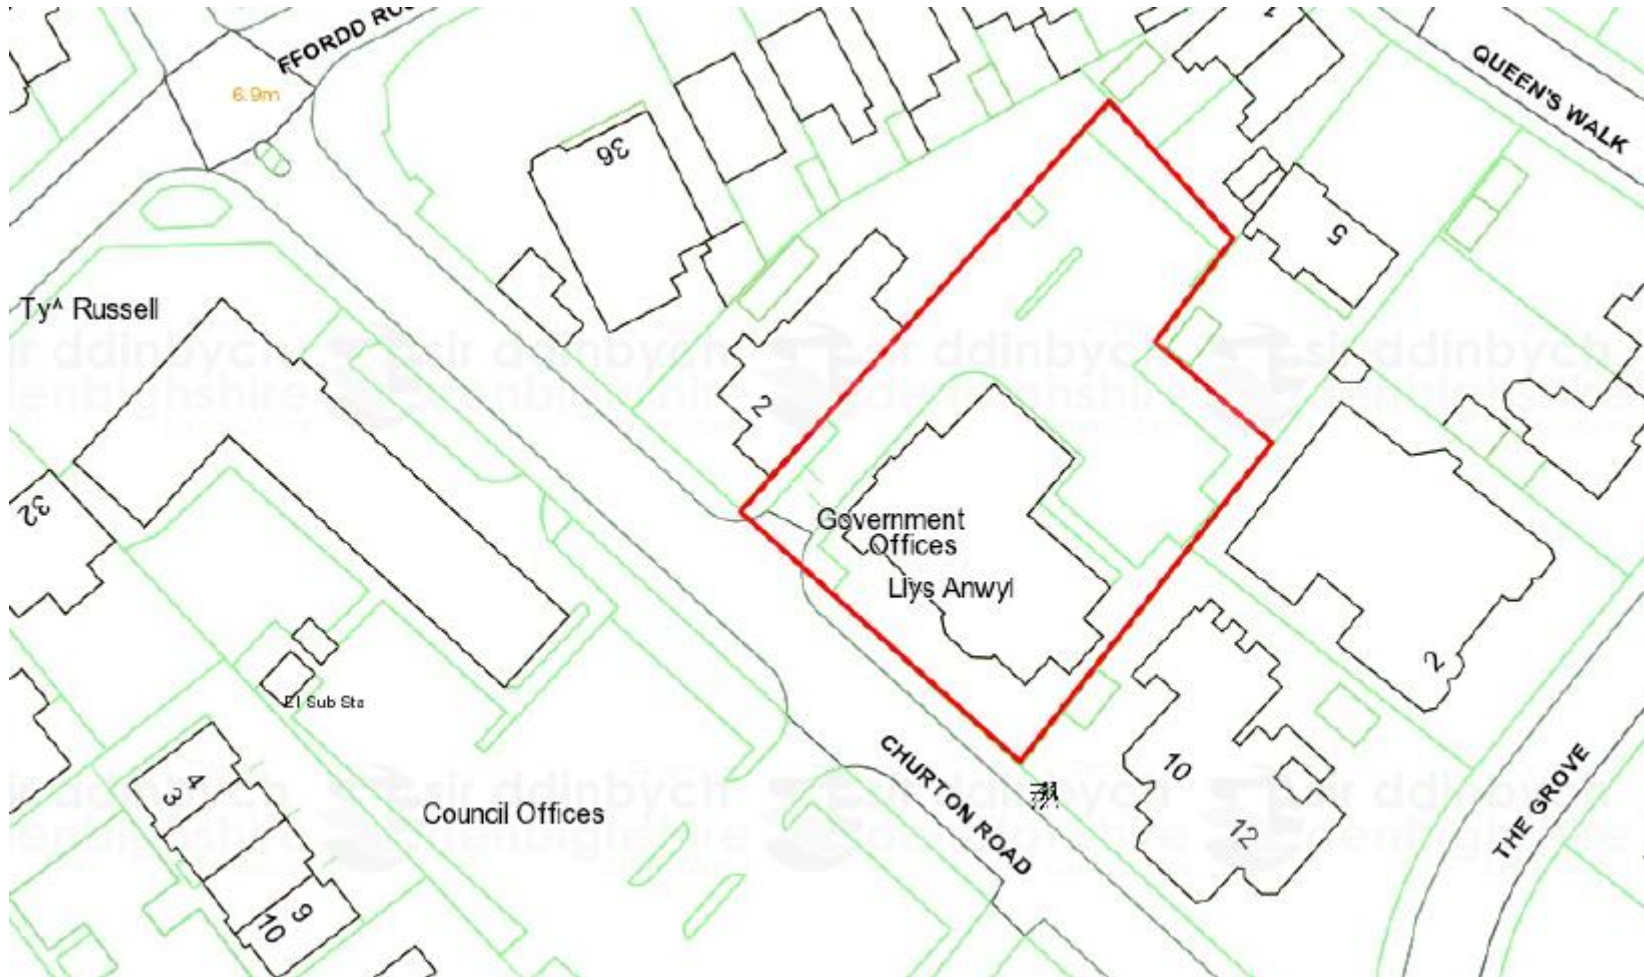 FFORDD RUS
6.9m
QUEEN'S WALK
36
5
Ty^ Russell
sir ddinbych
denbighshire
2
32
Government
Offices
Llys Anwyl
El Sub Sta
2
10
12
CHURTON ROAD
THE GROVE
Council Offices
4
3
9
10